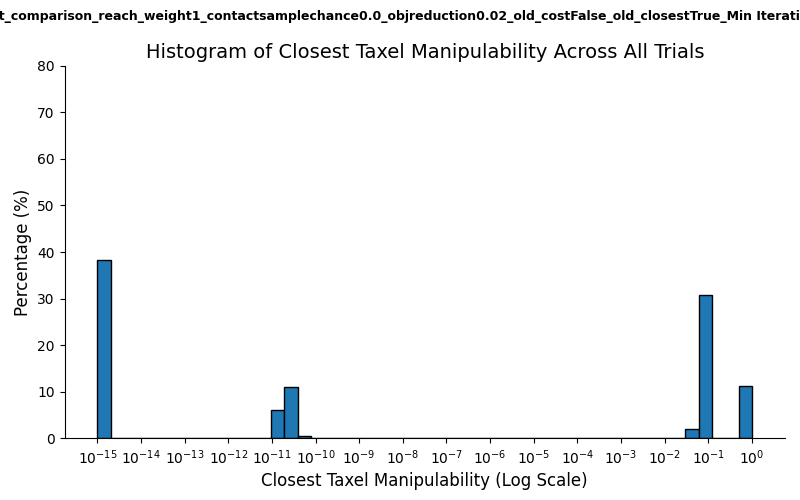 t_comparison_reach_weight1_contactsamplechance0.0_objreduction0.02_old_costFalse_old_closestTrue_Min Iterati
Histogram of Closest Taxel Manipulability Across All Trials
80
70
60
50
40
30
20
10
0
Percentage (%)
10⁻¹⁵ 10⁻¹⁴ 10⁻¹³ 10⁻¹² 10⁻¹¹ 10⁻¹⁰ 10⁻⁹ 10⁻⁸ 10⁻⁷ 10⁻⁶ 10⁻⁵ 10⁻⁴ 10⁻³ 10⁻² 10⁻¹ 10⁰
Closest Taxel Manipulability (Log Scale)